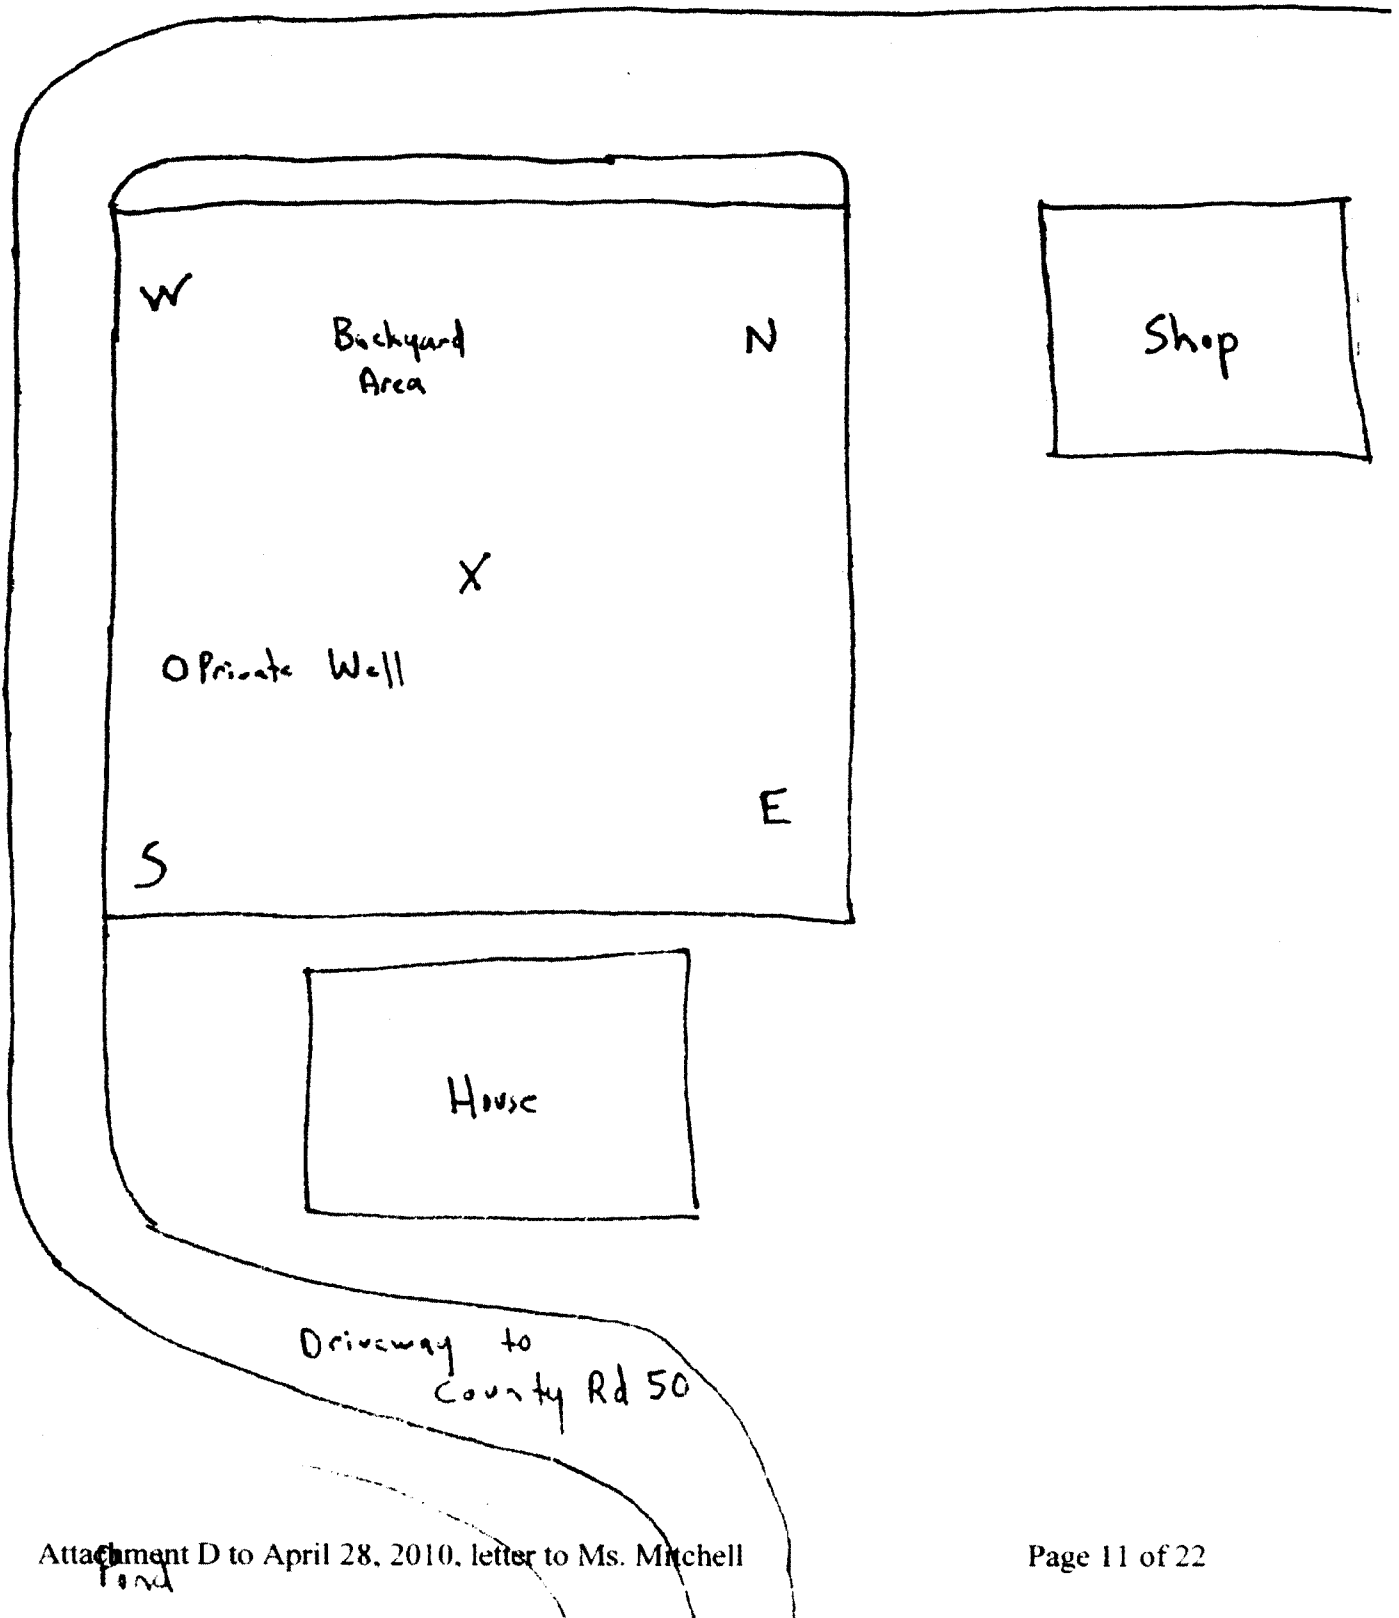 W
Backyard
Area
N
Shop
X
O Private Well
E
S
House
Driveway to
County Rd 50
Attachment D to April 28, 2010, letter to Ms. Mitchell
Page 11 of 22
Pond